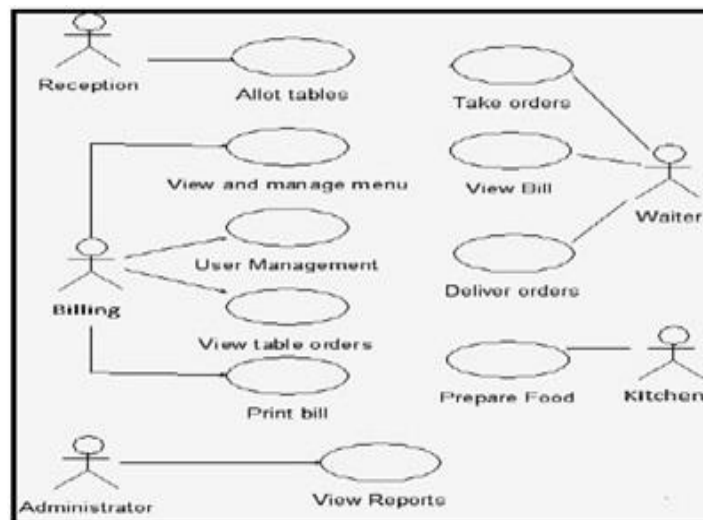 Reception
Allot tables
Take orders
View and manage menu
View Bill
Waiter
User Management
Deliver orders
Billing
View table orders
Print bill
Prepare Food
Kitchen
Administrator
View Reports